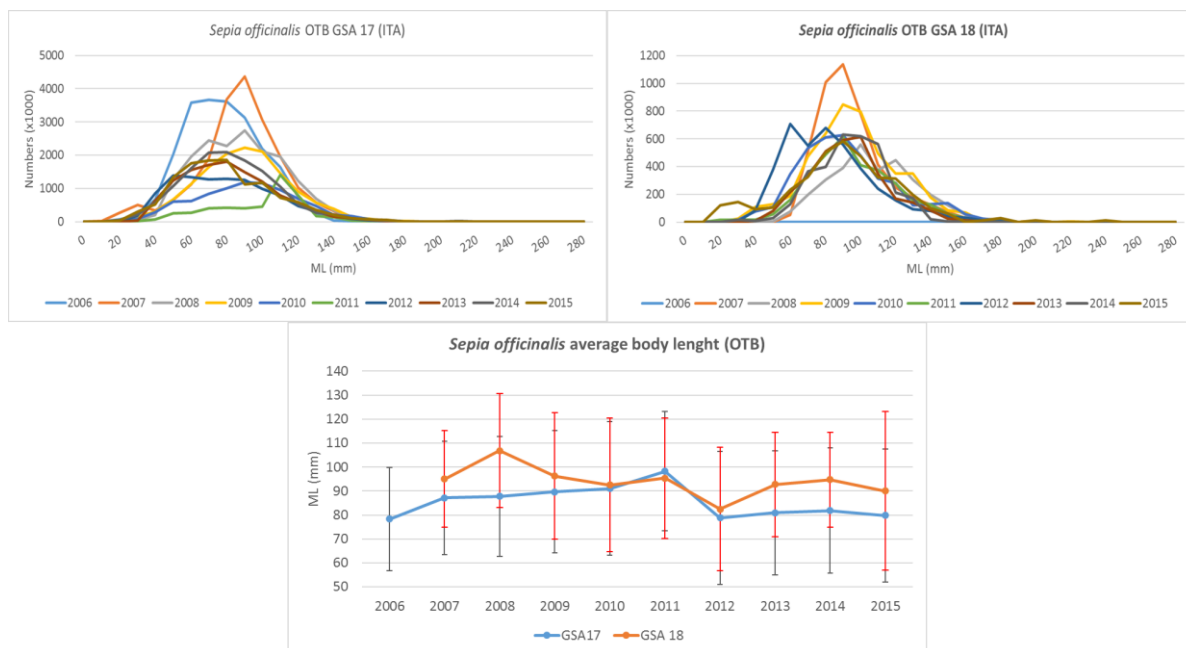 Sepia officinalis OTB GSA 17 (ITA)
5000
4000
3000
2000
1000
0
Numbers (x1000)
0 20 40 60 80 100 120 140 160 180 200 220 240 260 280
ML (mm)
2006 2007 2008 2009 2010 2011 2012 2013 2014 2015
Sepia officinalis OTB GSA 18 (ITA)
1200
1000
800
600
400
200
0
Numbers (x1000)
0 20 40 60 80 100 120 140 160 180 200 220 240 260 280
ML (mm)
2006 2007 2008 2009 2010 2011 2012 2013 2014 2015
Sepia officinalis average body lenght (OTB)
140
130
120
110
100
90
80
70
60
50
ML (mm)
2006 2007 2008 2009 2010 2011 2012 2013 2014 2015
GSA17 GSA 18